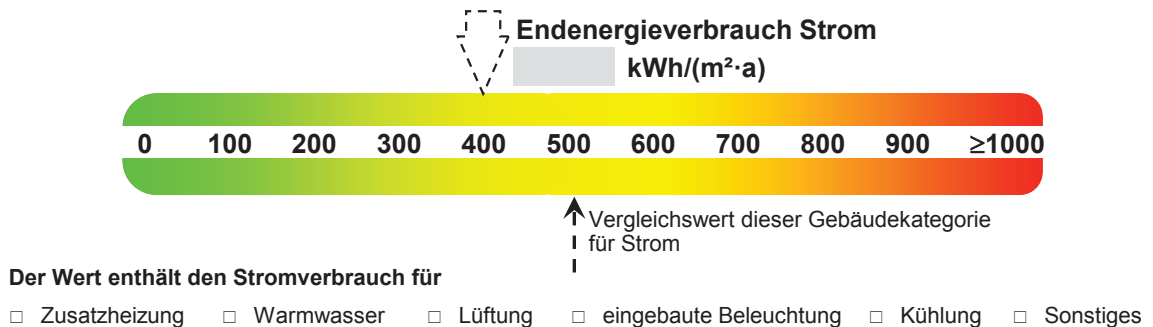 Endenergieverbrauch Strom
kWh/(m²·a)
0 100 200 300 400 500 600 700 800 900 ≥1000
Vergleichswert dieser Gebäudekategorie
für Strom
Der Wert enthält den Stromverbrauch für
□ Zusatzheizung □ Warmwasser □ Lüftung □ eingebaute Beleuchtung □ Kühlung □ Sonstiges